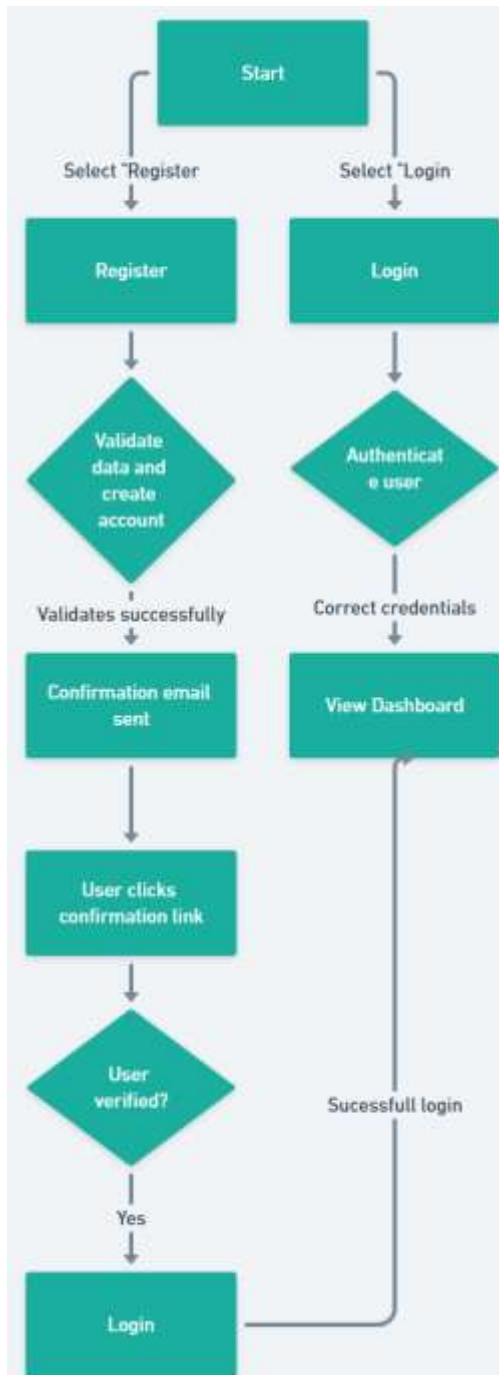 Start
Select "Register
Select "Login
Register
Login
Validate
data and
create
account
Authenticat
e user
Validates successfully
Correct credentials
Confirmation email
sent
View Dashboard
User clicks
confirmation link
User
verified?
Sucessfull login
Yes
Login